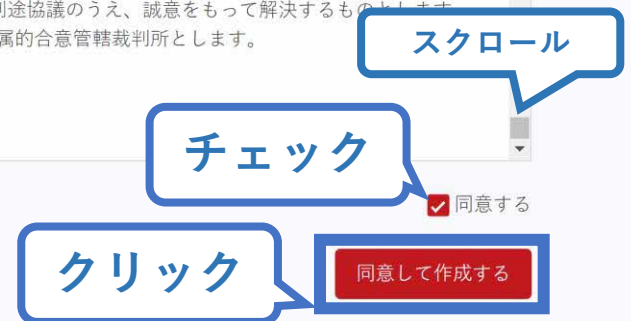 途協議のうえ、誠意をもって解決するものとします
属的合意管轄裁判所とします。
スクロール
チェック
同意する
クリック
同意して作成する